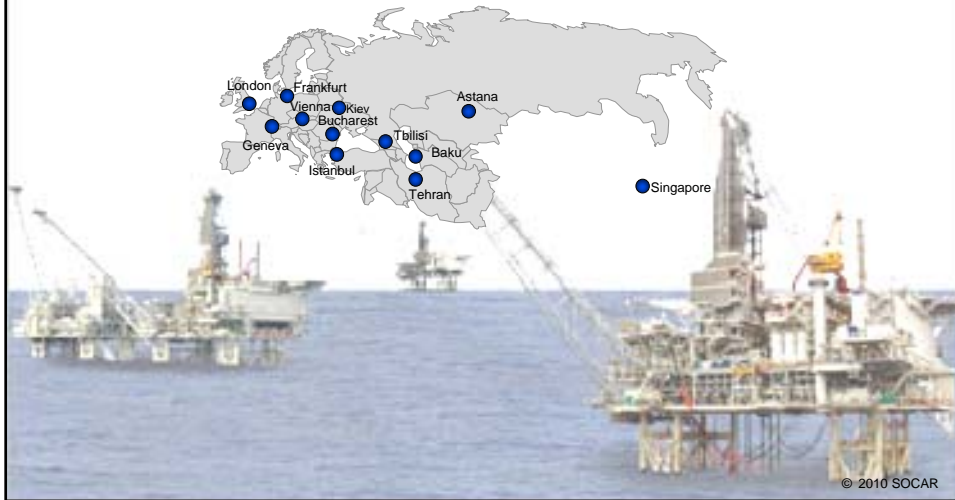 London
Frankfurt
Vienna
Kiev
Bucharest
Geneva
Istanbul
Tbilisi
Baku
Tehran
Astana
Singapore
© 2010 SOCAR